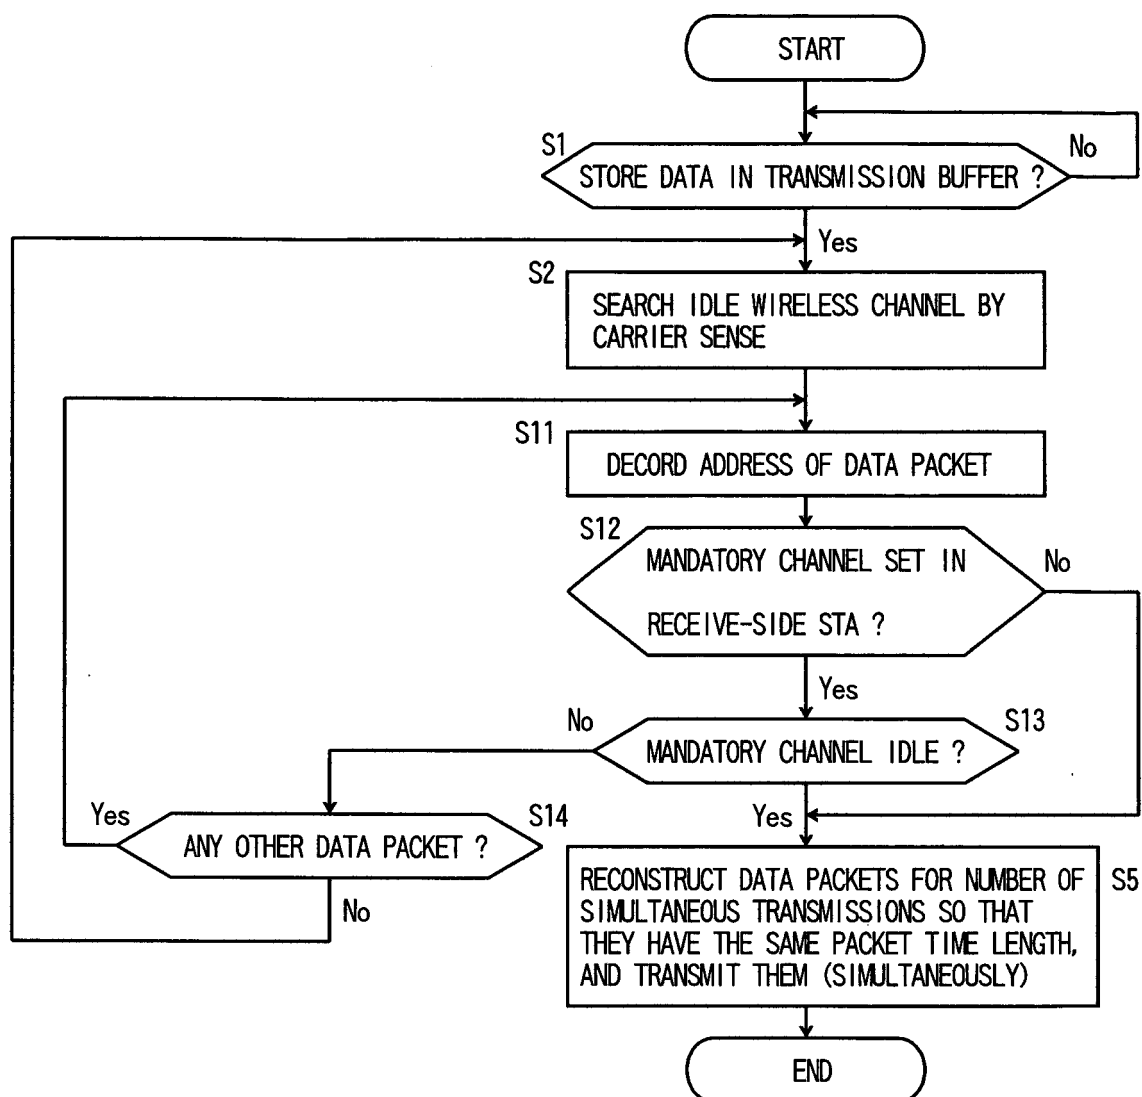 START
S1
No
STORE DATA IN TRANSMISSION BUFFER ?
Yes
S2
SEARCH IDLE WIRELESS CHANNEL BY
CARRIER SENSE
S11
DECORD ADDRESS OF DATA PACKET
S12
MANDATORY CHANNEL SET IN
RECEIVE-SIDE STA ?
No
Yes
No
S13
MANDATORY CHANNEL IDLE ?
Yes
Yes
S14
ANY OTHER DATA PACKET ?
No
RECONSTRUCT DATA PACKETS FOR NUMBER OF
SIMULTANEOUS TRANSMISSIONS SO THAT
THEY HAVE THE SAME PACKET TIME LENGTH,
AND TRANSMIT THEM (SIMULTANEOUSLY)
S5
END